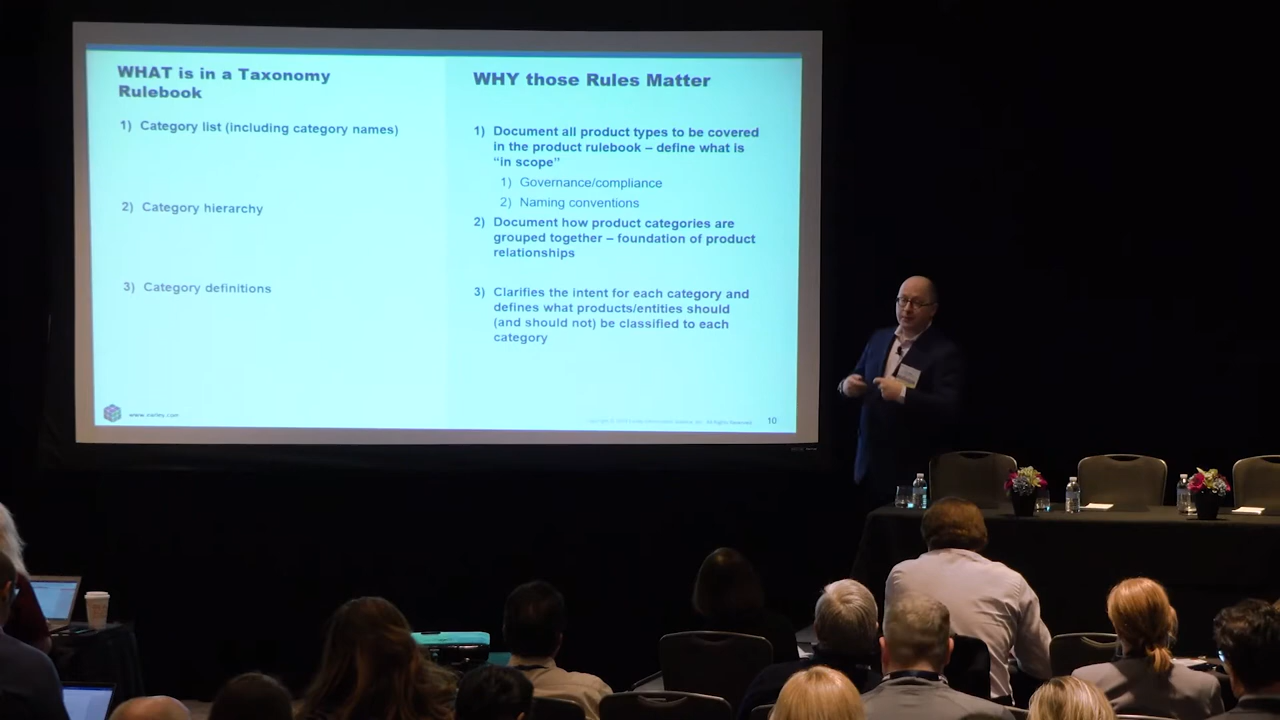 WHAT is in a Taxonomy
Rulebook
1) Category list (including category names)
2) Category hierarchy
3) Category definitions
WHY those Rules Matter
1) Document all product types to be covered
in the product rulebook – define what is
“in scope”
1) Governance/compliance
2) Naming conventions
2) Document how product categories are
grouped together – foundation of product
relationships
3) Clarifies the intent for each category and
defines what products/entities should
(and should not) be classified to each
category
All Rights Reserved.
10